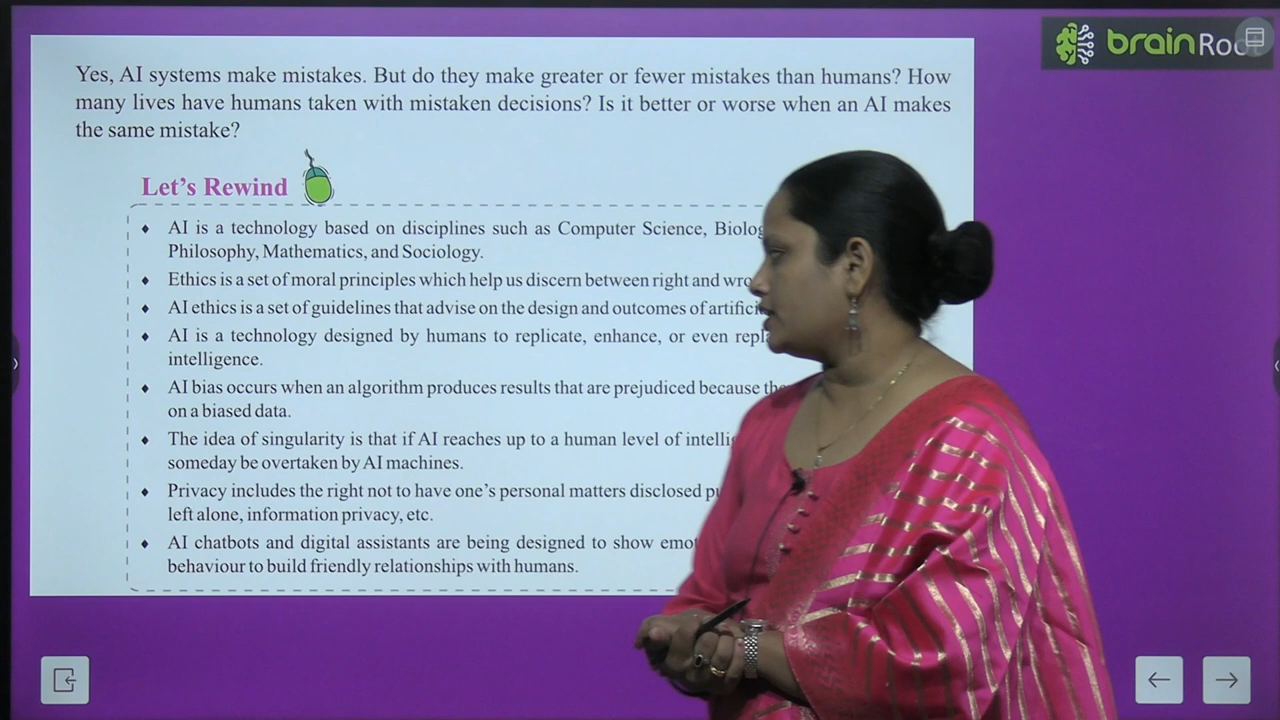 brainRo
Yes, AI systems make mistakes. But do they make greater or fewer mistakes than humans? How
many lives have humans taken with mistaken decisions? Is it better or worse when an AI makes
the same mistake?
Let's Rewind
♦ AI is a technology based on disciplines such as Computer Science,
Philosophy, Mathematics, and Sociology.
♦ Ethics is a set of moral principles which help us discern between right and
♦ AI ethics is a set of guidelines that advise on the design and outcomes of
♦ AI is a technology designed by humans to replicate, enhance, or even
intelligence.
♦ AI bias occurs when an algorithm produces results that are prejudiced because
on a biased data.
♦ The idea of singularity is that if AI reaches up to a human level of
someday be overtaken by AI machines.
♦ Privacy includes the right not to have one's personal matters disclosed
left alone, information privacy, etc.
♦ AI chatbots and digital assistants are being designed to show
behaviour to build friendly relationships with humans.